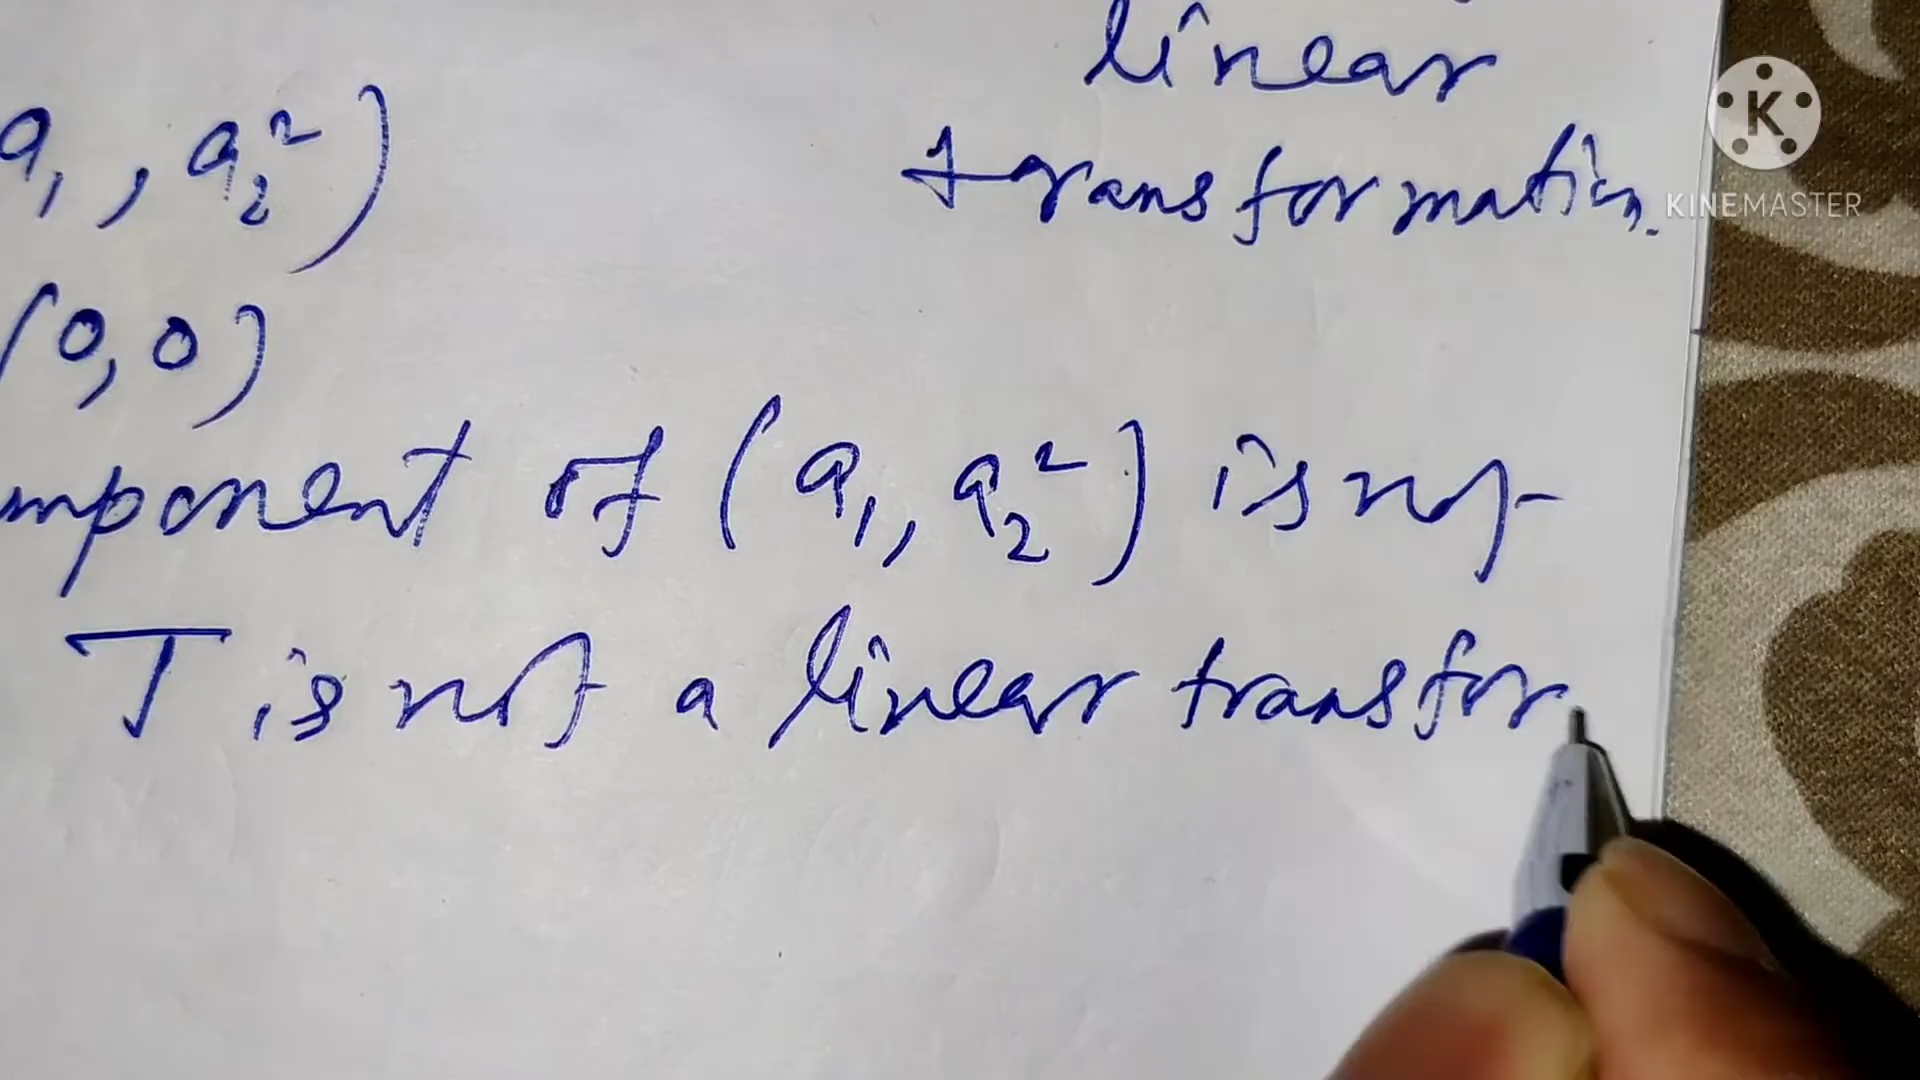 linear
a₁, a₂²)
transformation.
K
KINEMASTER
(0,0)
mponent of (a₁, a₂²) is not
T is not a linear transfor